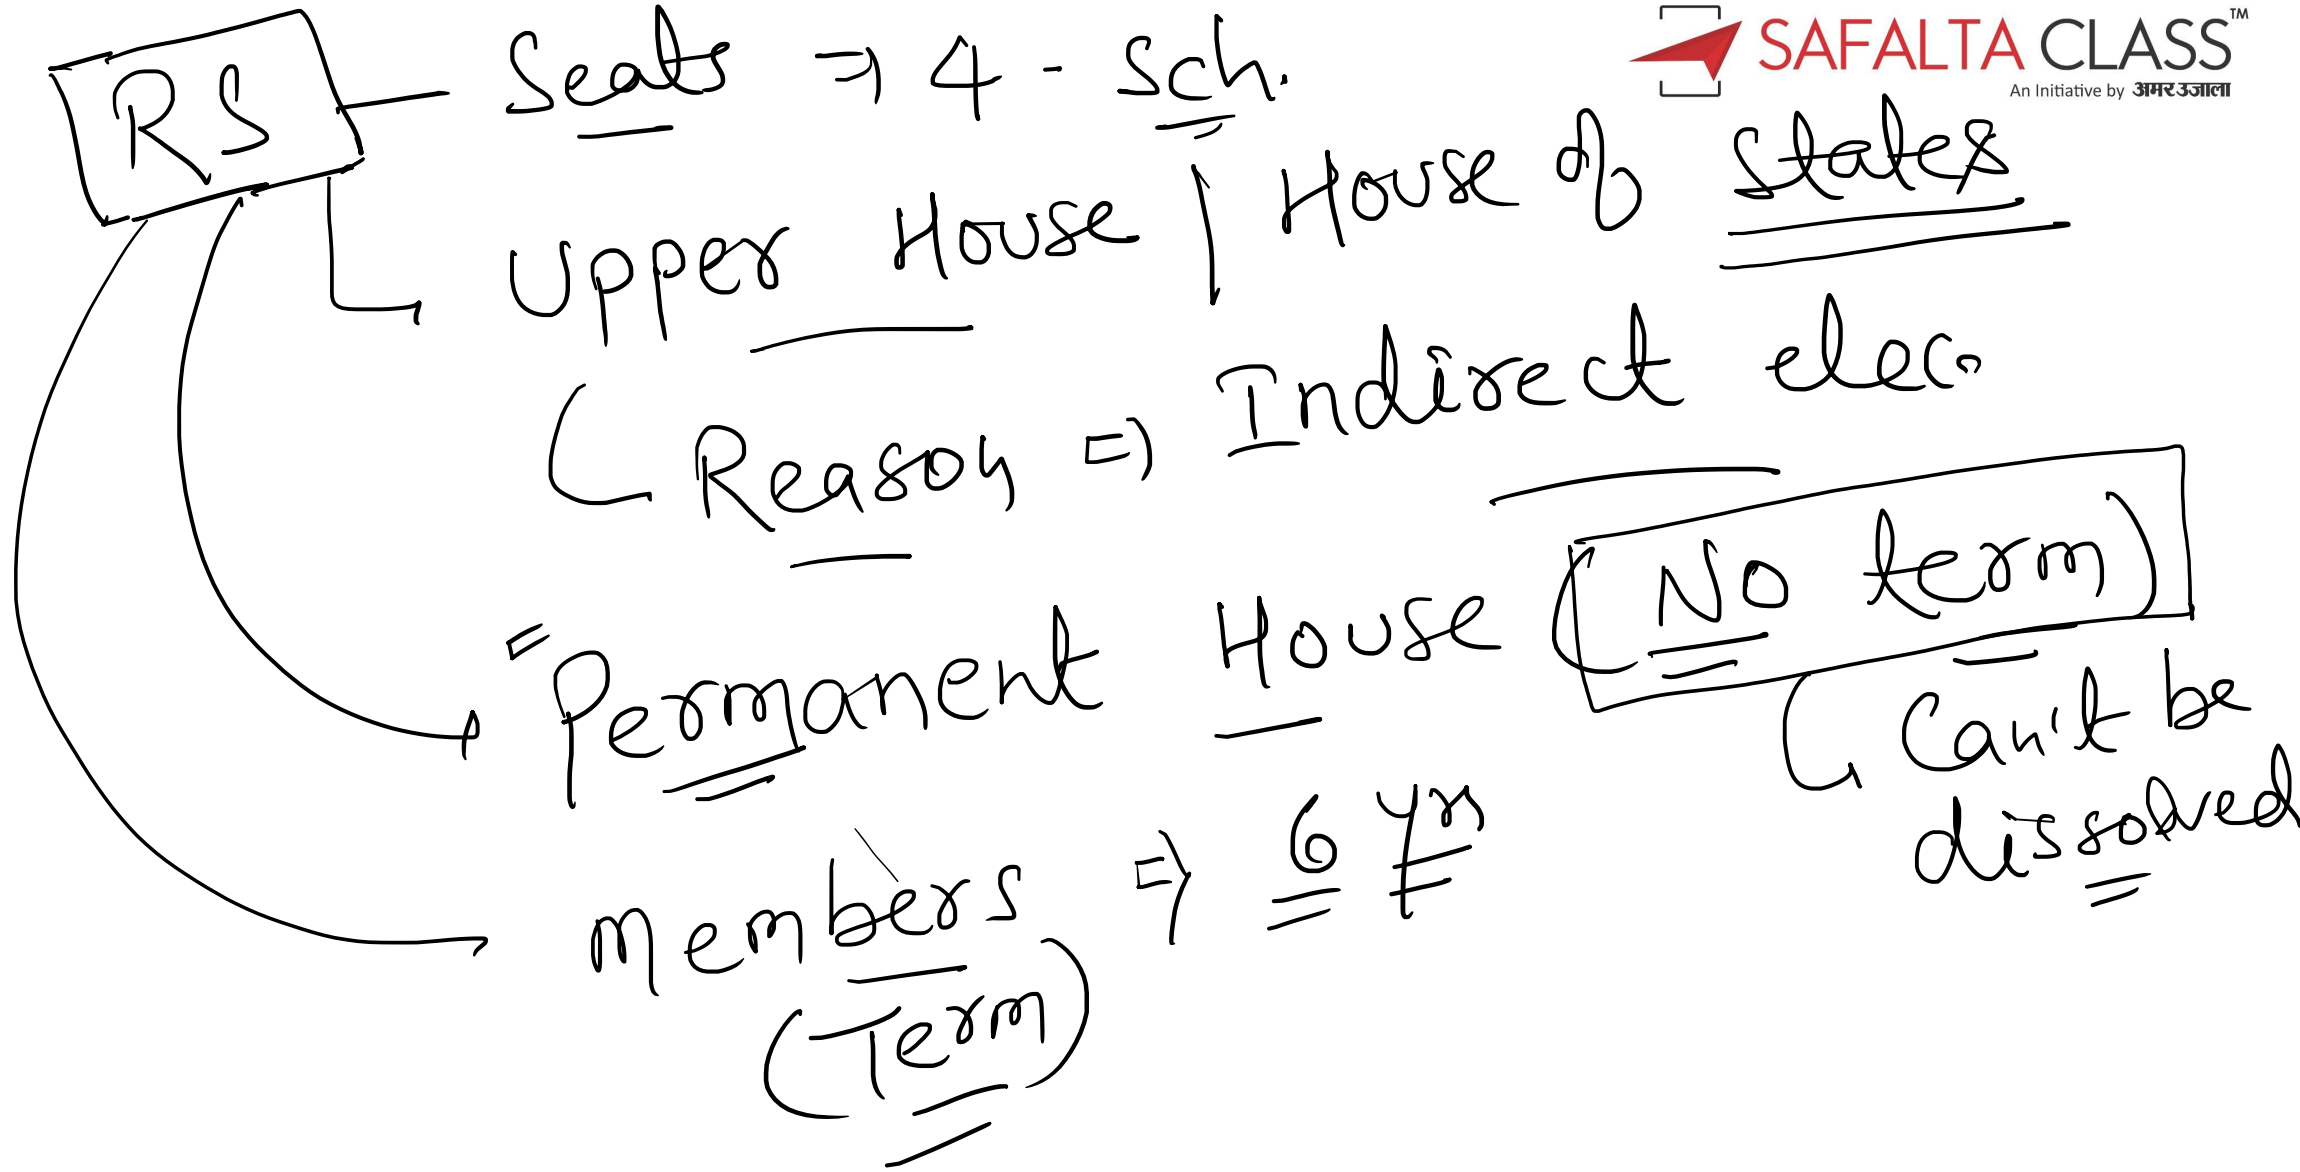 SAFALTA CLASS™
An Initiative by अमर उजाला
RS
Seats ⇒ 4 - Sch.
Upper House | House of States
Reason ⇒ Indirect elec
Permanent House (No term)
Can't be
dissolved
Members ⇒ 6 yrs
(Term)